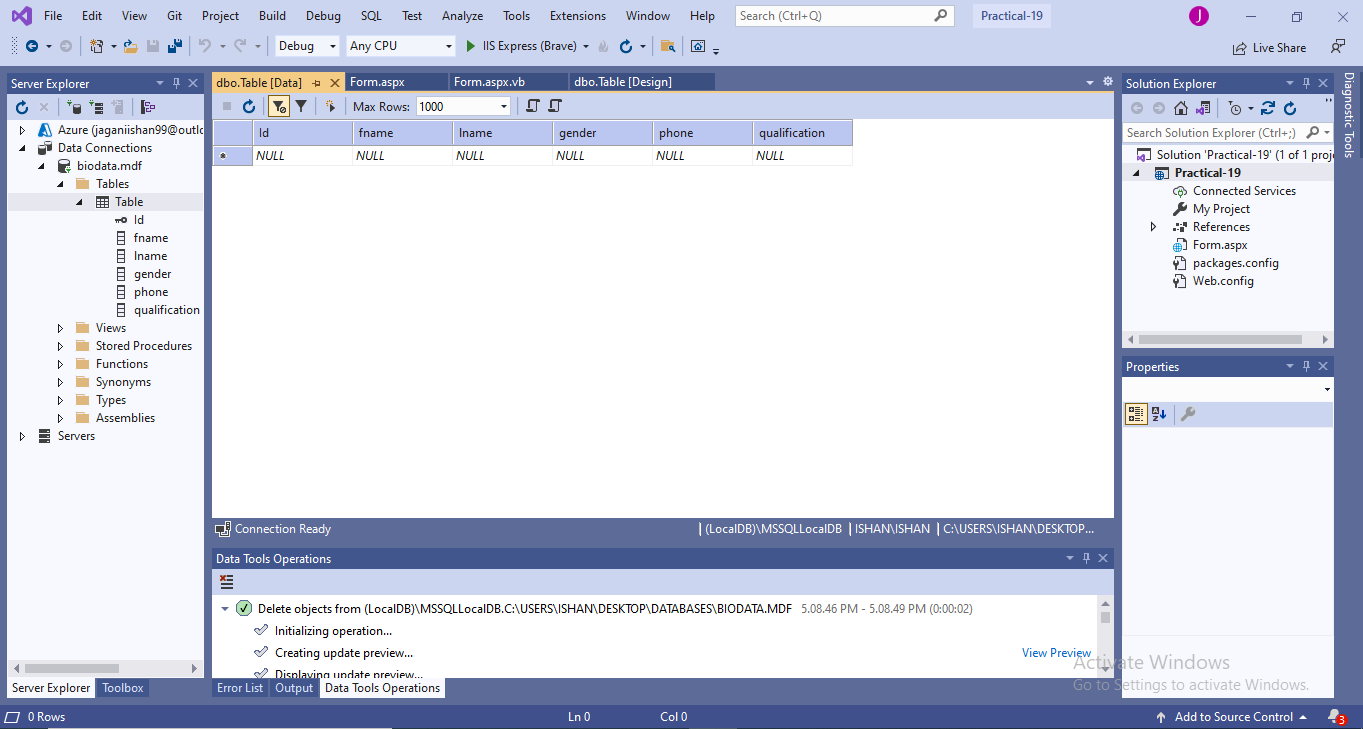 File Edit View Git Project Build Debug SQL Test Analyze Tools Extensions Window Help Search (Ctrl+Q) Practical-19 J
Debug Any CPU IIS Express (Brave) Live Share
Server Explorer
Azure (jaganiishan99@outlc
Data Connections
biodata.mdf
Tables
Table
Id
fname
lname
gender
phone
qualification
Views
Stored Procedures
Functions
Synonyms
Types
Assemblies
Servers
Server Explorer Toolbox
dbo.Table [Data] Form.aspx Form.aspx.vb dbo.Table [Design]
Max Rows: 1000
Id fname lname gender phone qualification
NULL NULL NULL NULL NULL NULL
Connection Ready (LocalDB)\MSSQLLocalDB ISHAN\ISHAN C:\USERS\ISHAN\DESKTOP...
Data Tools Operations
Delete objects from (LocalDB)\MSSQLLocalDB.C:\USERS\ISHAN\DESKTOP\DATABASES\BIODATA.MDF 5.08.46 PM - 5.08.49 PM (0:00:02)
Initializing operation...
Creating update preview... View Preview
Displaying update preview...
Error List Output Data Tools Operations
Solution Explorer
Search Solution Explorer (Ctrl+;)
Solution 'Practical-19' (1 of 1 proj
Practical-19
Connected Services
My Project
References
Form.aspx
packages.config
Web.config
Properties
Diagnostic Tools
Activate Windows
Go to Settings to activate Windows.
0 Rows Ln 0 Col 0 Add to Source Control 3